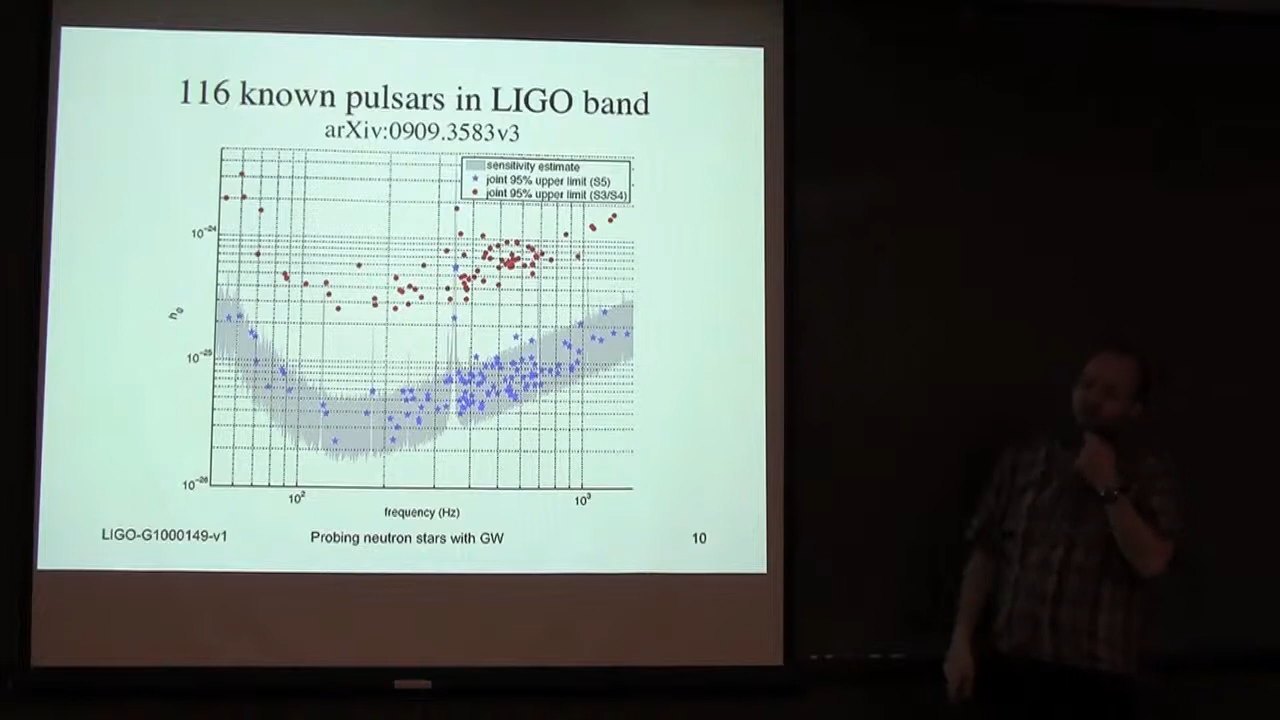 116 known pulsars in LIGO band
arXiv:0909.3583v3
sensitivity estimate
joint 95% upper limit (S5)
joint 95% upper limit (S3/S4)
10⁻²⁴
h₀
10⁻²⁵
10⁻²⁶
10²
10³
frequency (Hz)
LIGO-G1000149-v1
Probing neutron stars with GW
10